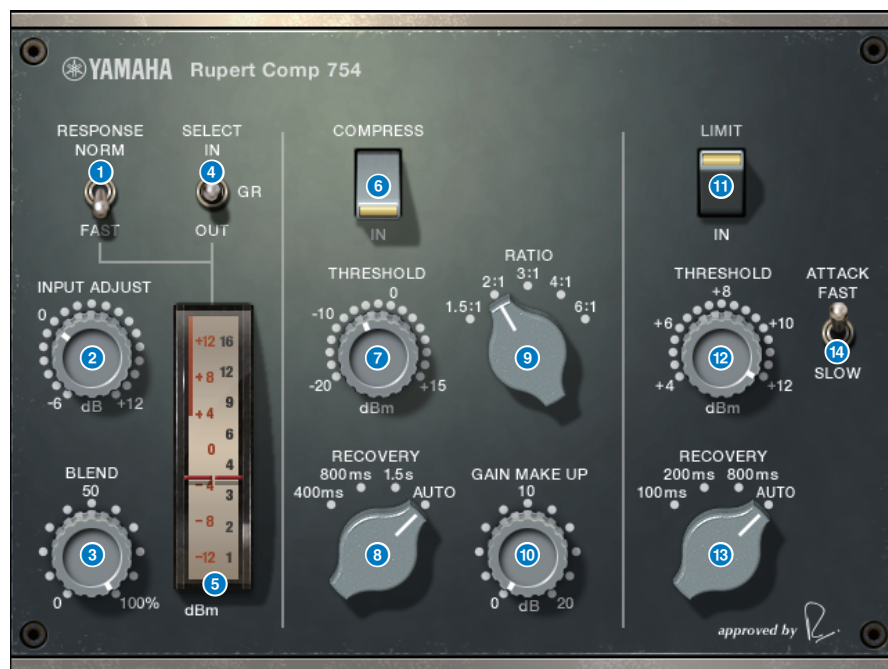 YAMAHA Rupert Comp 754
RESPONSE
NORM
1
FAST
SELECT
IN
4
GR
OUT
INPUT ADJUST
0
2
-6 dB +12
BLEND
50
3
0 100%
+12 16
+8 12
+4 9
0 6
4
-4 3
-8 2
-12 1
5
dBm
COMPRESS
6
IN
THRESHOLD
0
-10
7
-20 +15
dBm
RATIO
1.5:1 2:1 3:1 4:1 6:1
9
RECOVERY
400ms 800ms 1.5s AUTO
8
GAIN MAKE UP
10
10
0 dB 20
LIMIT
11
IN
THRESHOLD
+8
+6 +10
12
+4 +12
dBm
ATTACK
FAST
14
SLOW
RECOVERY
100ms 200ms 800ms AUTO
13
approved by